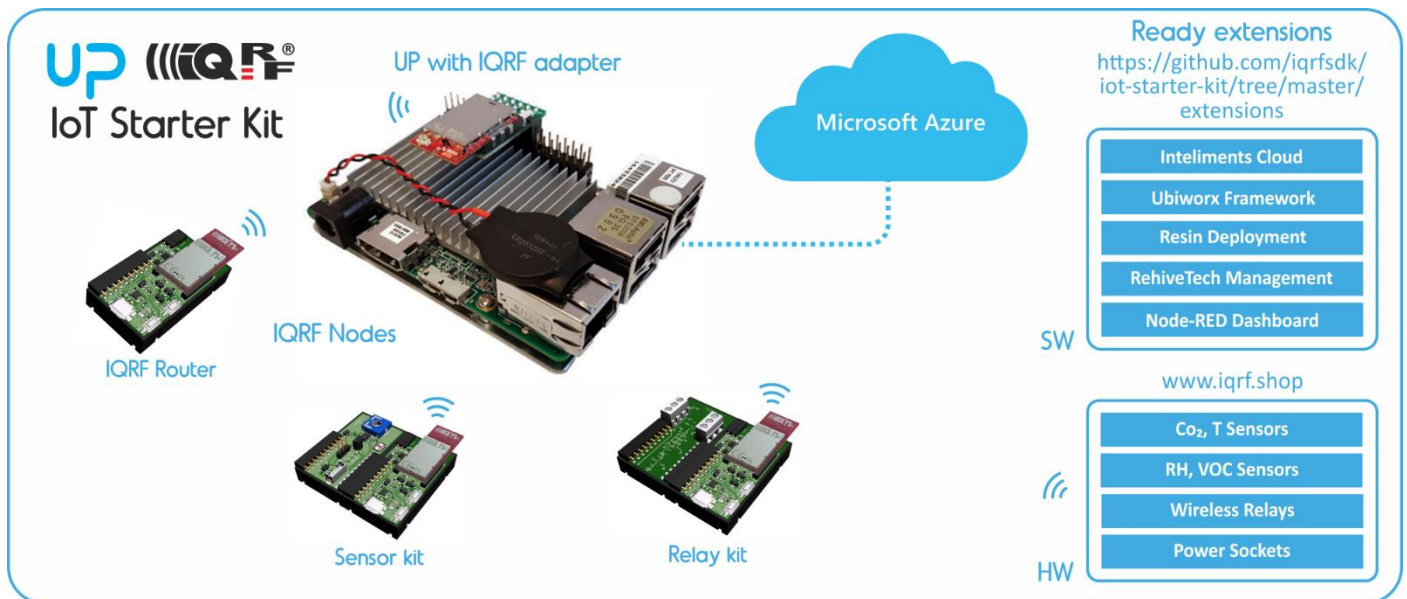 UP IQRF®
IoT Starter Kit
UP with IQRF adapter
Microsoft Azure
IQRF Router
IQRF Nodes
Sensor kit
Relay kit
Ready extensions
https://github.com/iqrfsdk/
iot-starter-kit/tree/master/
extensions
Inteliments Cloud
Ubiworx Framework
Resin Deployment
RehiveTech Management
Node-RED Dashboard
SW
www.iqrf.shop
Co₂, T Sensors
RH, VOC Sensors
Wireless Relays
Power Sockets
HW